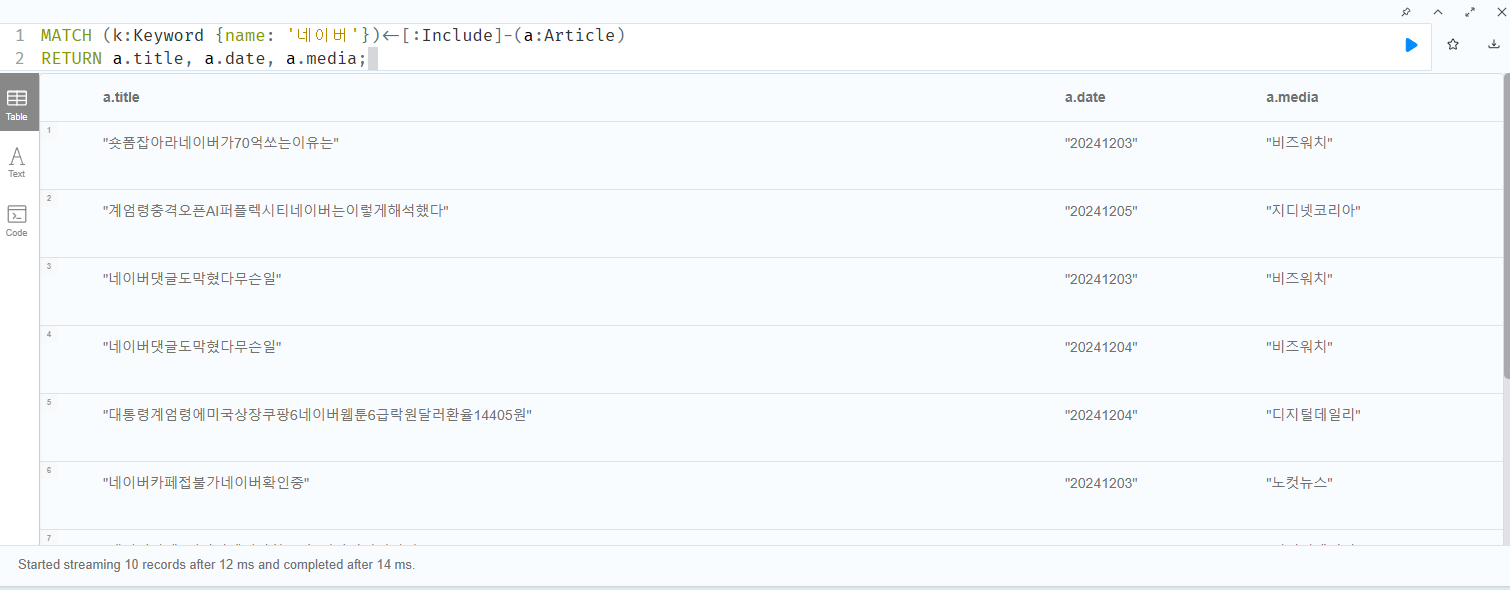 1 MATCH (k:Keyword {name: '네이버'})<-[:Include]-(a:Article)
2 RETURN a.title, a.date, a.media;
a.title a.date a.media
Table
1 "숏폼잡아라네이버가70억쏘는이유는" "20241203" "비즈워치"
Text
2 "계엄령충격오픈AI퍼플렉시티네이버는이렇게해석했다" "20241205" "지디넷코리아"
Code
3 "네이버댓글도막혔다무슨일" "20241203" "비즈워치"
4 "네이버댓글도막혔다무슨일" "20241204" "비즈워치"
5 "대통령계엄령에미국상장쿠팡6네이버웹툰6급락원달러환율14405원" "20241204" "디지털데일리"
6 "네이버카페접불가네이버확인중" "20241203" "노컷뉴스"
7
Started streaming 10 records after 12 ms and completed after 14 ms.